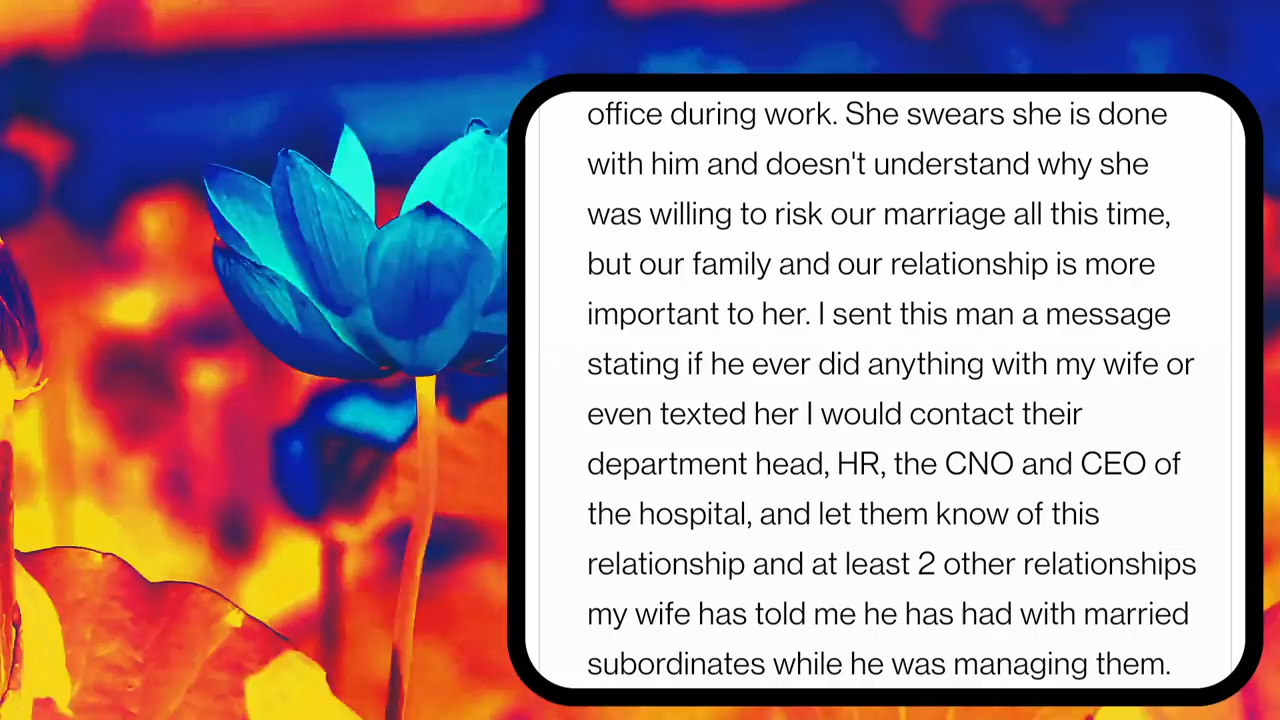 office during work. She swears she is done
with him and doesn't understand why she
was willing to risk our marriage all this time,
but our family and our relationship is more
important to her. I sent this man a message
stating if he ever did anything with my wife or
even texted her I would contact their
department head, HR, the CNO and CEO of
the hospital, and let them know of this
relationship and at least 2 other relationships
my wife has told me he has had with married
subordinates while he was managing them.